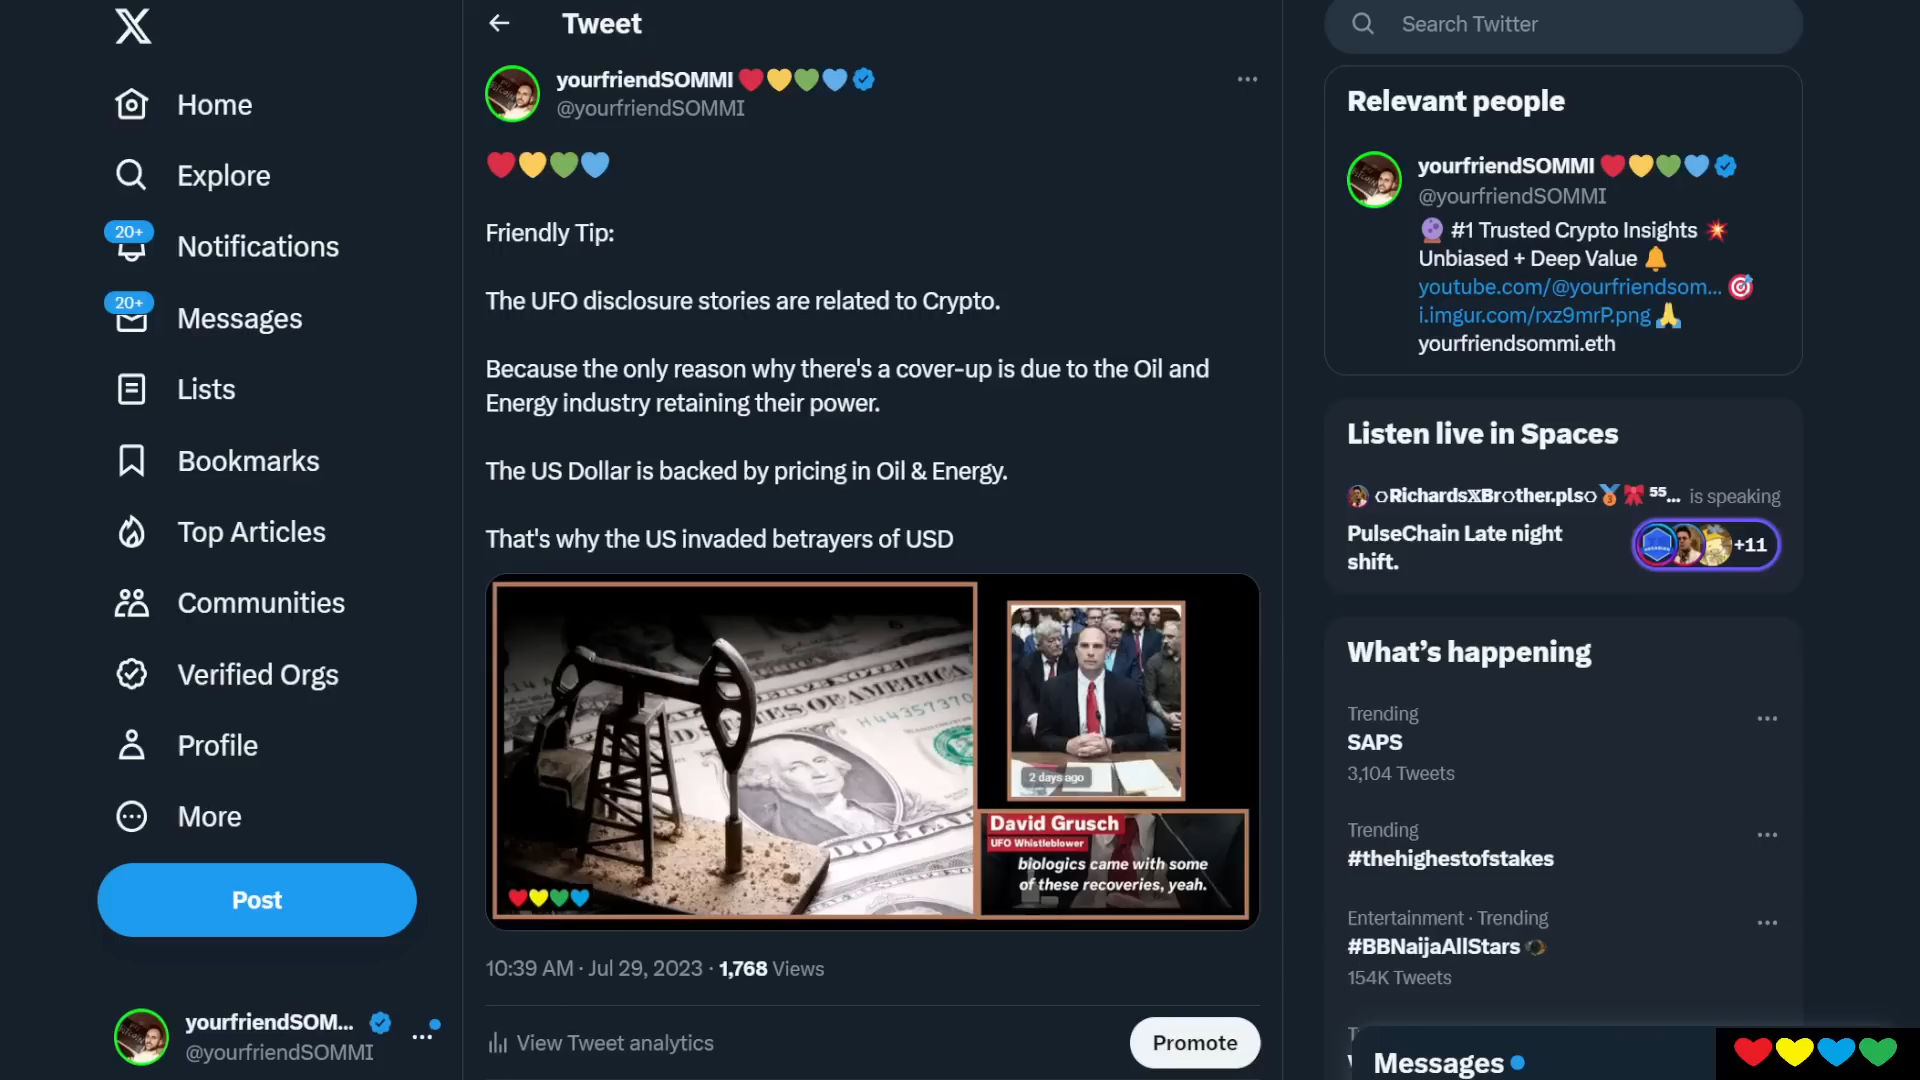 Home
Explore
20+
Notifications
20+
Messages
Lists
Bookmarks
Top Articles
Communities
Verified Orgs
Profile
More
Post
yourfriendSOM...
@yourfriendSOMMI
Tweet
yourfriendSOMMI
@yourfriendSOMMI
Friendly Tip:
The UFO disclosure stories are related to Crypto.
Because the only reason why there's a cover-up is due to the Oil and
Energy industry retaining their power.
The US Dollar is backed by pricing in Oil & Energy.
That's why the US invaded betrayers of USD
STATES OF AMERICA
2 days ago
David Grusch
UFO Whistleblower
biologics came with some
of these recoveries, yeah.
10:39 AM · Jul 29, 2023 · 1,768 Views
View Tweet analytics
Promote
Search Twitter
Relevant people
yourfriendSOMMI
@yourfriendSOMMI
#1 Trusted Crypto Insights
Unbiased + Deep Value
youtube.com/@yourfriendsom...
i.imgur.com/rxz9mrP.png
yourfriendsommi.eth
Listen live in Spaces
RichardsXBrother.pls 55... is speaking
PulseChain Late night
shift.
+11
What's happening
Trending
SAPS
3,104 Tweets
Trending
#thehighestofstakes
Entertainment · Trending
#BBNaijaAllStars
154K Tweets
Messages